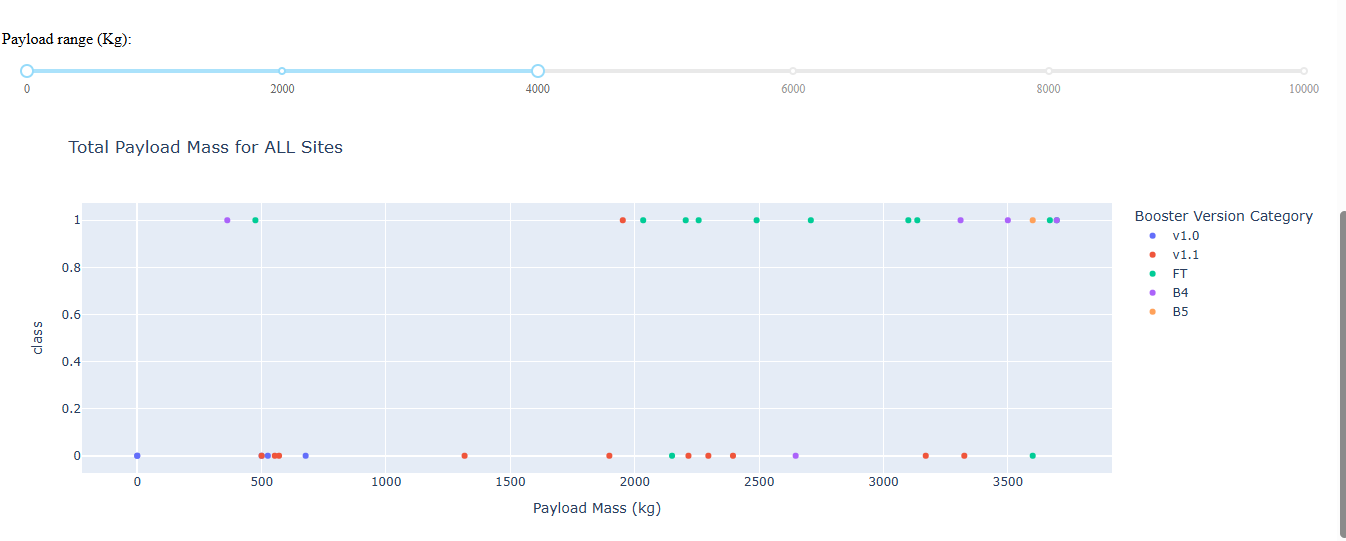 Payload range (Kg):
0 2000 4000 6000 8000 10000
Total Payload Mass for ALL Sites
Booster Version Category
v1.0
v1.1
FT
B4
B5
1
0.8
0.6
0.4
0.2
0
class
0 500 1000 1500 2000 2500 3000 3500
Payload Mass (kg)